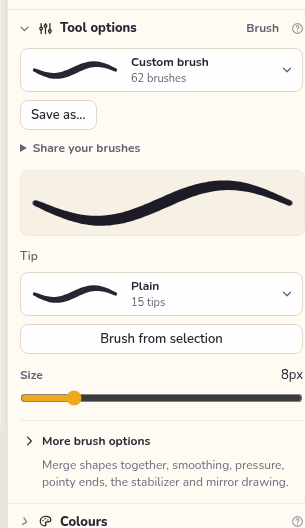 Tool options
Brush
Custom brush
62 brushes
Save as...
Share your brushes
Tip
Plain
15 tips
Brush from selection
Size
8px
More brush options
Merge shapes together, smoothing, pressure,
pointy ends, the stabilizer and mirror drawing.
Colours